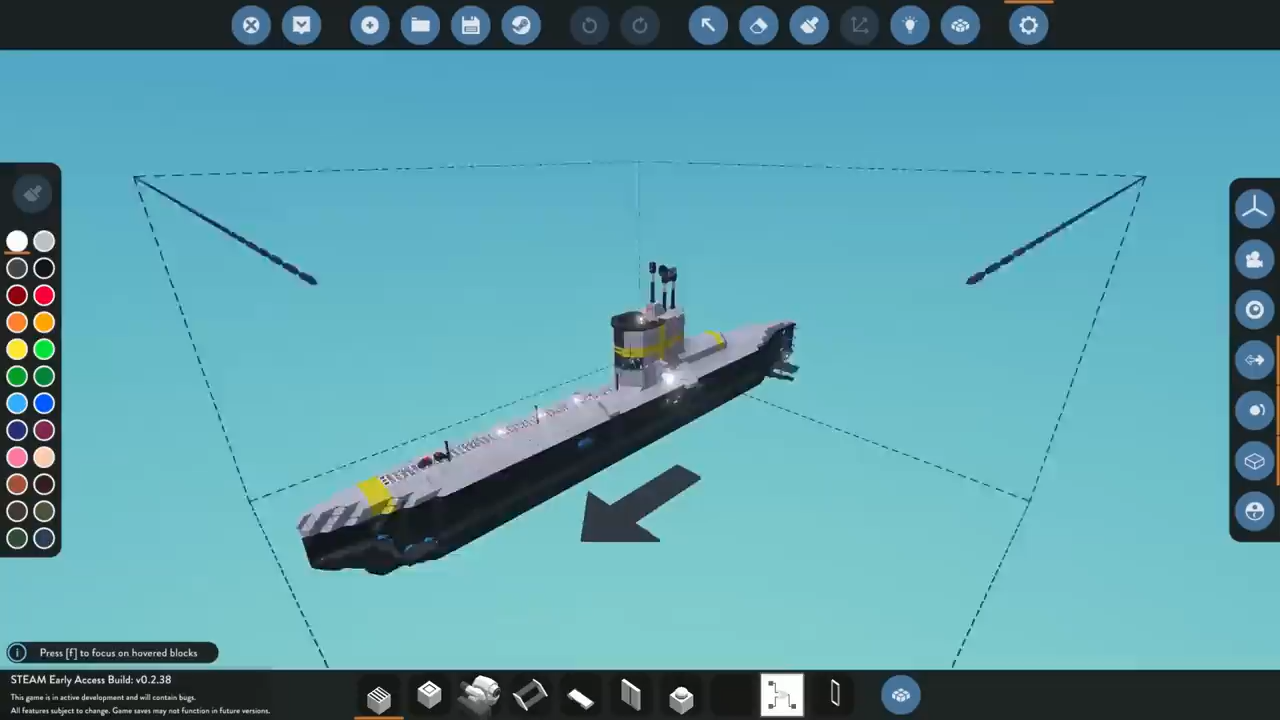 Press [f] to focus on hovered blocks
STEAM Early Access Build: v0.2.38
This game is in active development and will contain bugs.
All features subject to change. Game saves may not function in future versions.